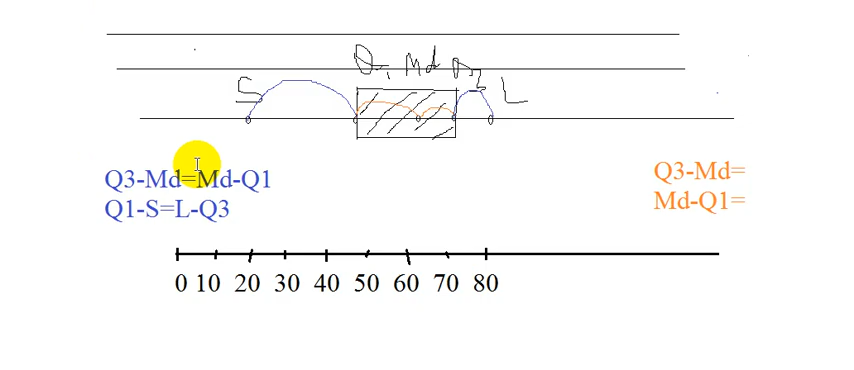 Q1 Md Q3
S L
Q3-Md=Md-Q1
Q1-S=L-Q3
Q3-Md=
Md-Q1=
0 10 20 30 40 50 60 70 80